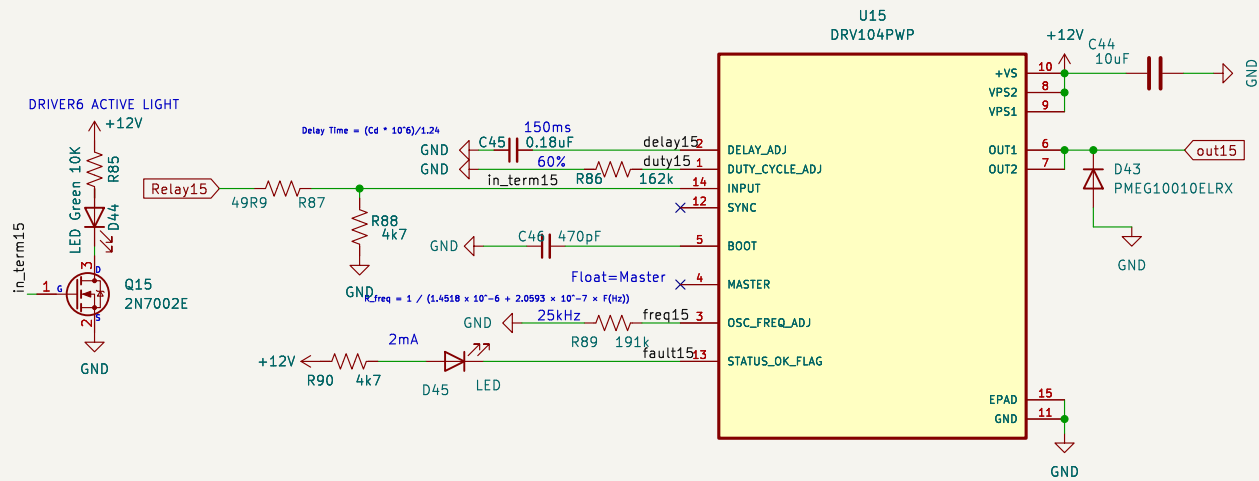 U15
DRV104PWP
+12V
C44
10uF
GND
+VS
10
VPS2
8
VPS1
9
DRIVER6 ACTIVE LIGHT
+12V
R85
LED Green 10K
D44
in_term15
1
G
3
D
2
S
Q15
2N7002E
GND
Relay15
49R9
R87
R88
4k7
GND
Delay Time = (Cd * 10^6)/1.24
150ms
GND
C45
0.18uF
delay15
2
DELAY_ADJ
GND
60%
R86
162k
duty15
1
DUTY_CYCLE_ADJ
in_term15
14
INPUT
12
SYNC
GND
C46
470pF
5
BOOT
Float=Master
4
MASTER
R_freq = 1 / (1.4518 x 10^-6 + 2.0593 × 10^-7 × F(Hz))
GND
25kHz
R89
191k
freq15
3
OSC_FREQ_ADJ
2mA
+12V
R90
4k7
D45
LED
fault15
13
STATUS_OK_FLAG
OUT1
6
OUT2
7
out15
D43
PMEG10010ELRX
GND
EPAD
15
GND
11
GND